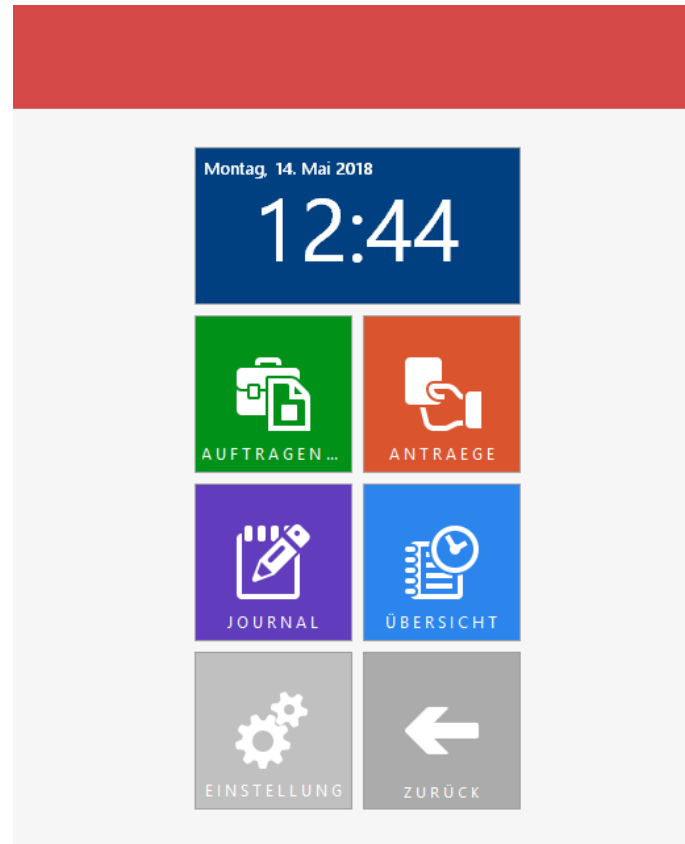 Montag, 14. Mai 2018
12:44
AUFTRAGEN...
ANTRAEGE
JOURNAL
ÜBERSICHT
EINSTELLUNG
ZURÜCK